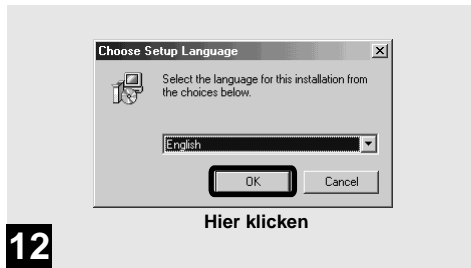 Choose Setup Language
Select the language for this installation from
the choices below.
English
OK Cancel
Hier klicken
12